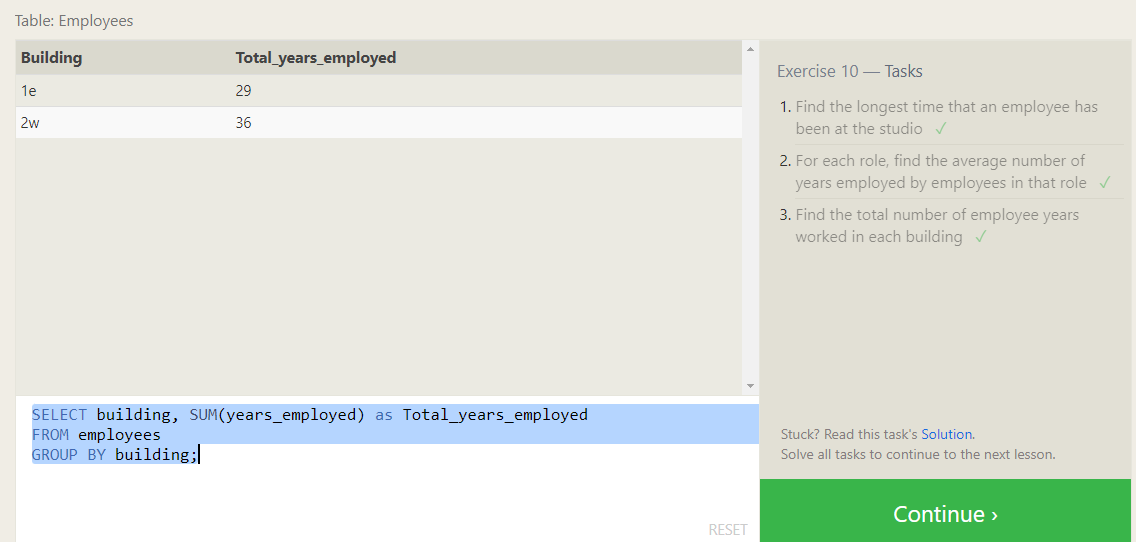 Table: Employees
Building Total_years_employed
1e 29
2w 36
SELECT building, SUM(years_employed) as Total_years_employed
FROM employees
GROUP BY building;
RESET
Exercise 10 — Tasks
1. Find the longest time that an employee has
been at the studio ✓
2. For each role, find the average number of
years employed by employees in that role ✓
3. Find the total number of employee years
worked in each building ✓
Stuck? Read this task's Solution.
Solve all tasks to continue to the next lesson.
Continue ›